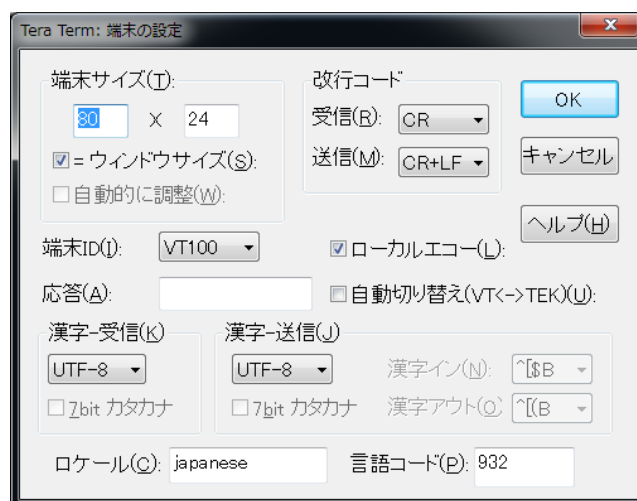 Tera Term: 端末の設定
端末サイズ(T):
80 X 24
= ウィンドウサイズ(S):
自動的に調整(W):
改行コード
受信(R): CR
送信(M): CR+LF
OK
キャンセル
ヘルプ(H)
端末ID(I): VT100
ローカルエコー(L):
応答(A):
自動切り替え(VT<->TEK)(U):
漢字-受信(K)
UTF-8
7bit カタカナ
漢字-送信(J)
UTF-8
7bit カタカナ
漢字イン(N): ^[$B
漢字アウト(O) ^[(B
ロケール(C): japanese
言語コード(P): 932